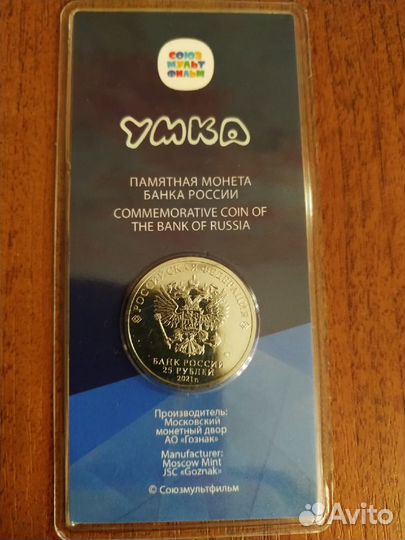 СОЮЗ
МУЛЬТ
ФИЛЬМ
УМКА
ПАМЯТНАЯ МОНЕТА
БАНКА РОССИИ
COMMEMORATIVE COIN OF
THE BANK OF RUSSIA
РОССИЙСКАЯ ФЕДЕРАЦИЯ
БАНК РОССИИ
25 РУБЛЕЙ
2021 г.
Производитель:
Московский
монетный двор
АО «Гознак»
Manufacturer:
Moscow Mint
JSC «Goznak»
© Союзмультфильм
Avito